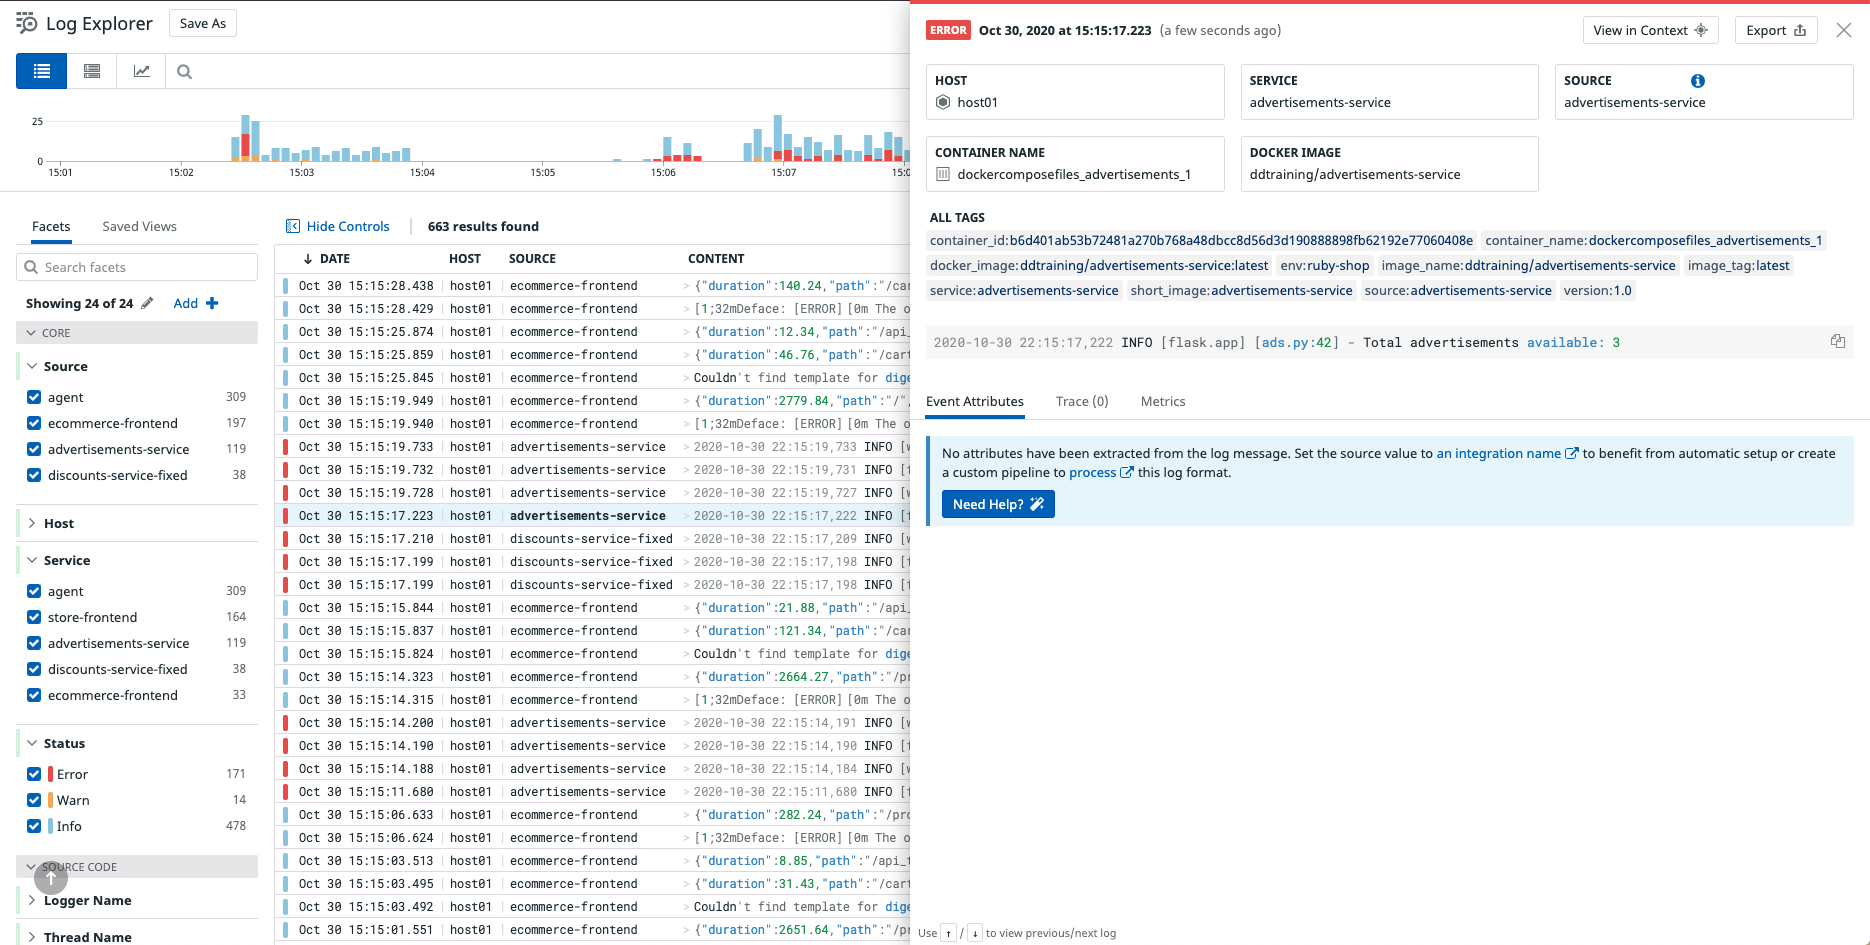 Log Explorer
Save As
25
0
15:01
15:02
15:03
15:04
15:05
15:06
15:07
Facets
Saved Views
Search facets
Showing 24 of 24
Add
CORE
Source
agent 309
ecommerce-frontend 197
advertisements-service 119
discounts-service-fixed 38
Host
Service
agent 309
store-frontend 164
advertisements-service 119
discounts-service-fixed 38
ecommerce-frontend 33
Status
Error 171
Warn 14
Info 478
SOURCE CODE
Logger Name
Thread Name
Hide Controls
663 results found
↓ DATE HOST SOURCE CONTENT
Oct 30 15:15:28.438 host01 ecommerce-frontend > {"duration":140.24,"path":"/car
Oct 30 15:15:28.429 host01 ecommerce-frontend > [1;32mDeface: [ERROR] [0m The o
Oct 30 15:15:25.874 host01 ecommerce-frontend > {"duration":12.34,"path":"/api_
Oct 30 15:15:25.859 host01 ecommerce-frontend > {"duration":46.76,"path":"/cart
Oct 30 15:15:25.845 host01 ecommerce-frontend > Couldn't find template for dige
Oct 30 15:15:19.949 host01 ecommerce-frontend > {"duration":2779.84,"path":"/",
Oct 30 15:15:19.940 host01 ecommerce-frontend > [1;32mDeface: [ERROR] [0m The o
Oct 30 15:15:19.733 host01 advertisements-service > 2020-10-30 22:15:19,733 INFO [w
Oct 30 15:15:19.732 host01 advertisements-service > 2020-10-30 22:15:19,731 INFO [f
Oct 30 15:15:19.728 host01 advertisements-service > 2020-10-30 22:15:19,727 INFO [w
Oct 30 15:15:17.223 host01 advertisements-service > 2020-10-30 22:15:17,222 INFO [f
Oct 30 15:15:17.210 host01 discounts-service-fixed > 2020-10-30 22:15:17,209 INFO [w
Oct 30 15:15:17.199 host01 discounts-service-fixed > 2020-10-30 22:15:17,198 INFO [f
Oct 30 15:15:17.199 host01 discounts-service-fixed > 2020-10-30 22:15:17,198 INFO [f
Oct 30 15:15:15.844 host01 ecommerce-frontend > {"duration":21.88,"path":"/api_
Oct 30 15:15:15.837 host01 ecommerce-frontend > {"duration":121.34,"path":"/car
Oct 30 15:15:15.824 host01 ecommerce-frontend > Couldn't find template for dige
Oct 30 15:15:14.323 host01 ecommerce-frontend > {"duration":2664.27,"path":"/pr
Oct 30 15:15:14.315 host01 ecommerce-frontend > [1;32mDeface: [ERROR] [0m The o
Oct 30 15:15:14.200 host01 advertisements-service > 2020-10-30 22:15:14,191 INFO [w
Oct 30 15:15:14.190 host01 advertisements-service > 2020-10-30 22:15:14,190 INFO [f
Oct 30 15:15:14.188 host01 advertisements-service > 2020-10-30 22:15:14,184 INFO [w
Oct 30 15:15:11.680 host01 advertisements-service > 2020-10-30 22:15:11,680 INFO [f
Oct 30 15:15:06.633 host01 ecommerce-frontend > {"duration":282.24,"path":"/pro
Oct 30 15:15:06.624 host01 ecommerce-frontend > [1;32mDeface: [ERROR] [0m The o
Oct 30 15:15:03.513 host01 ecommerce-frontend > {"duration":8.85,"path":"/api_t
Oct 30 15:15:03.495 host01 ecommerce-frontend > {"duration":31.43,"path":"/cart
Oct 30 15:15:03.492 host01 ecommerce-frontend > Couldn't find template for dige
Oct 30 15:15:01.551 host01 ecommerce-frontend > {"duration":2651.64,"path":"/pr
ERROR Oct 30, 2020 at 15:15:17.223 (a few seconds ago)
View in Context
Export
HOST
host01
SERVICE
advertisements-service
SOURCE
advertisements-service
CONTAINER NAME
dockercomposefiles_advertisements_1
DOCKER IMAGE
ddtraining/advertisements-service
ALL TAGS
container_id:b6d401ab53b72481a270b768a48dbcc8d56d3d190888898fb62192e77060408e container_name:dockercomposefiles_advertisements_1
docker_image:ddtraining/advertisements-service:latest env:ruby-shop image_name:ddtraining/advertisements-service image_tag:latest
service:advertisements-service short_image:advertisements-service source:advertisements-service version:1.0
2020-10-30 22:15:17,222 INFO [flask.app] [ads.py:42] - Total advertisements available: 3
Event Attributes
Trace (0)
Metrics
No attributes have been extracted from the log message. Set the source value to an integration name to benefit from automatic setup or create
a custom pipeline to process this log format.
Need Help?
Use ↑ / ↓ to view previous/next log